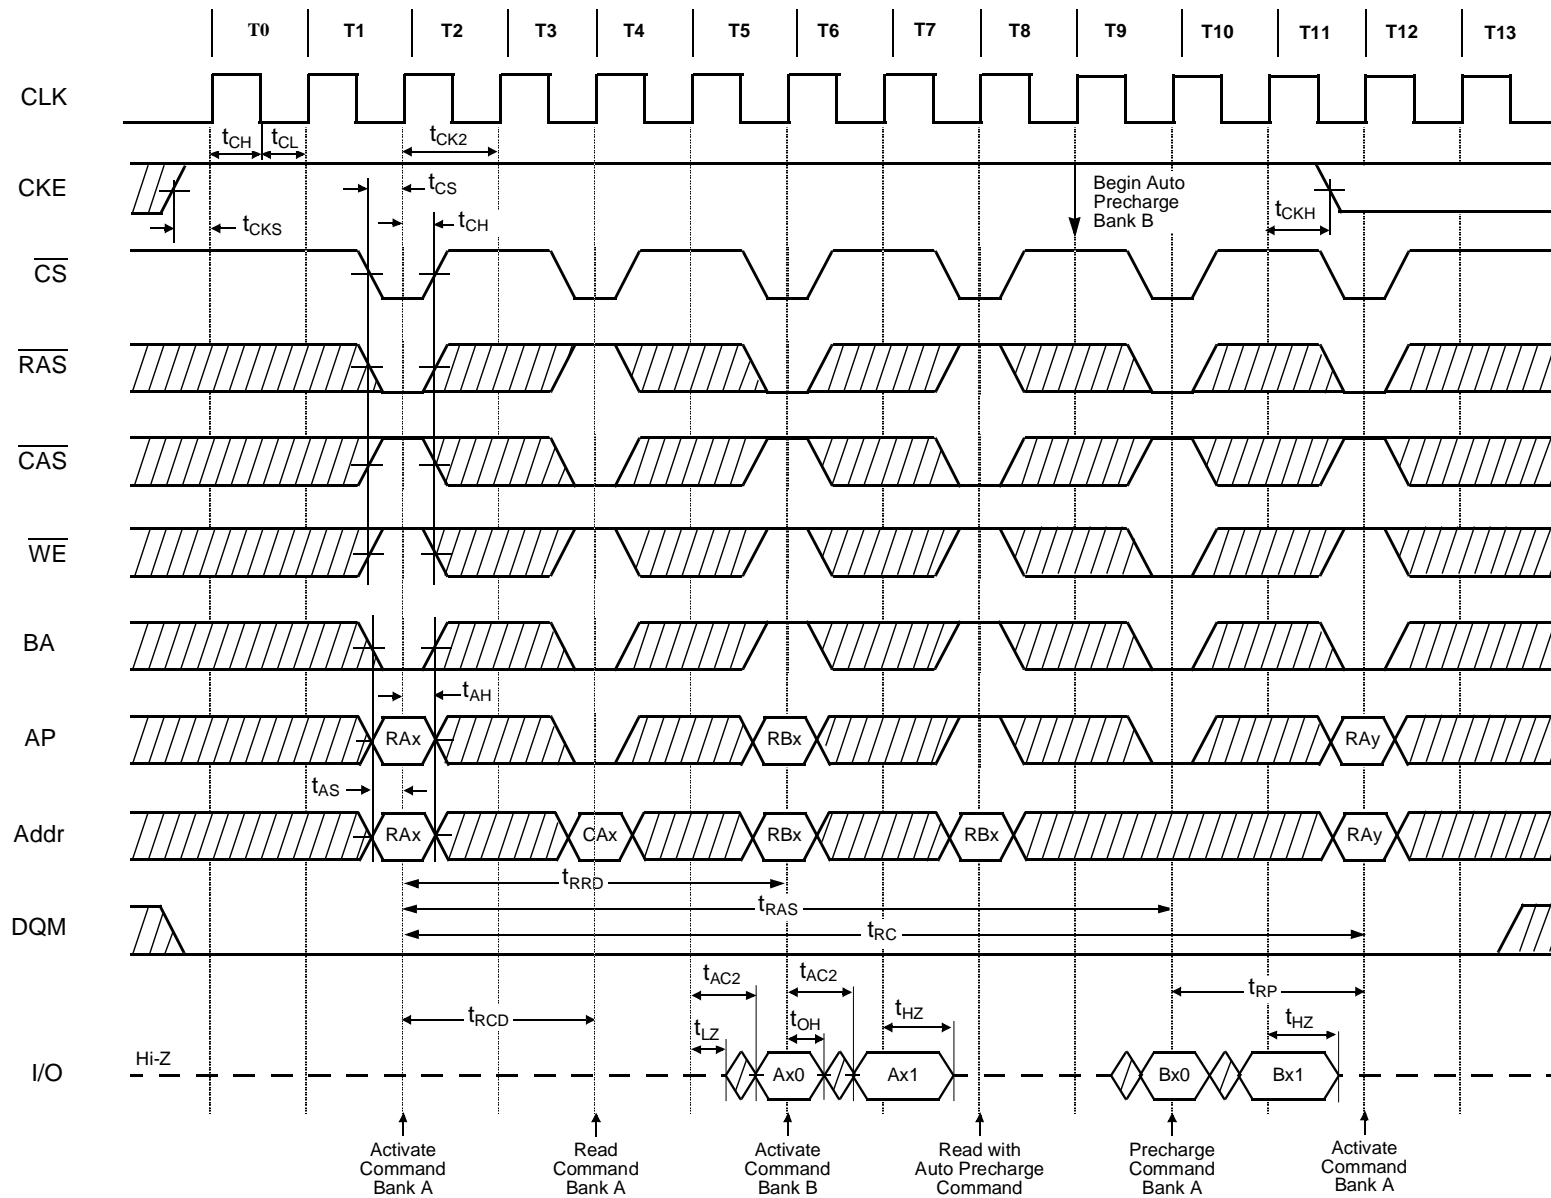 T0 T1 T2 T3 T4 T5 T6 T7 T8 T9 T10 T11 T12 T13
CLK
tCH tCL tCK2
CKE
tCS
Begin Auto
Precharge
Bank B
tCKS
tCH
tCKH
CS
RAS
CAS
WE
BA
tAH
AP
RAx RBx RAy
tAS
Addr
RAx CAx RBx RBx RAy
tRRD
tRAS
DQM
tRC
tAC2 tAC2
tRP
tRCD
tLZ tOH tHZ tHZ
Hi-Z
I/O
Ax0 Ax1 Bx0 Bx1
Activate
Command
Bank A
Read
Command
Bank A
Activate
Command
Bank B
Read with
Auto Precharge
Command
Precharge
Command
Bank A
Activate
Command
Bank A